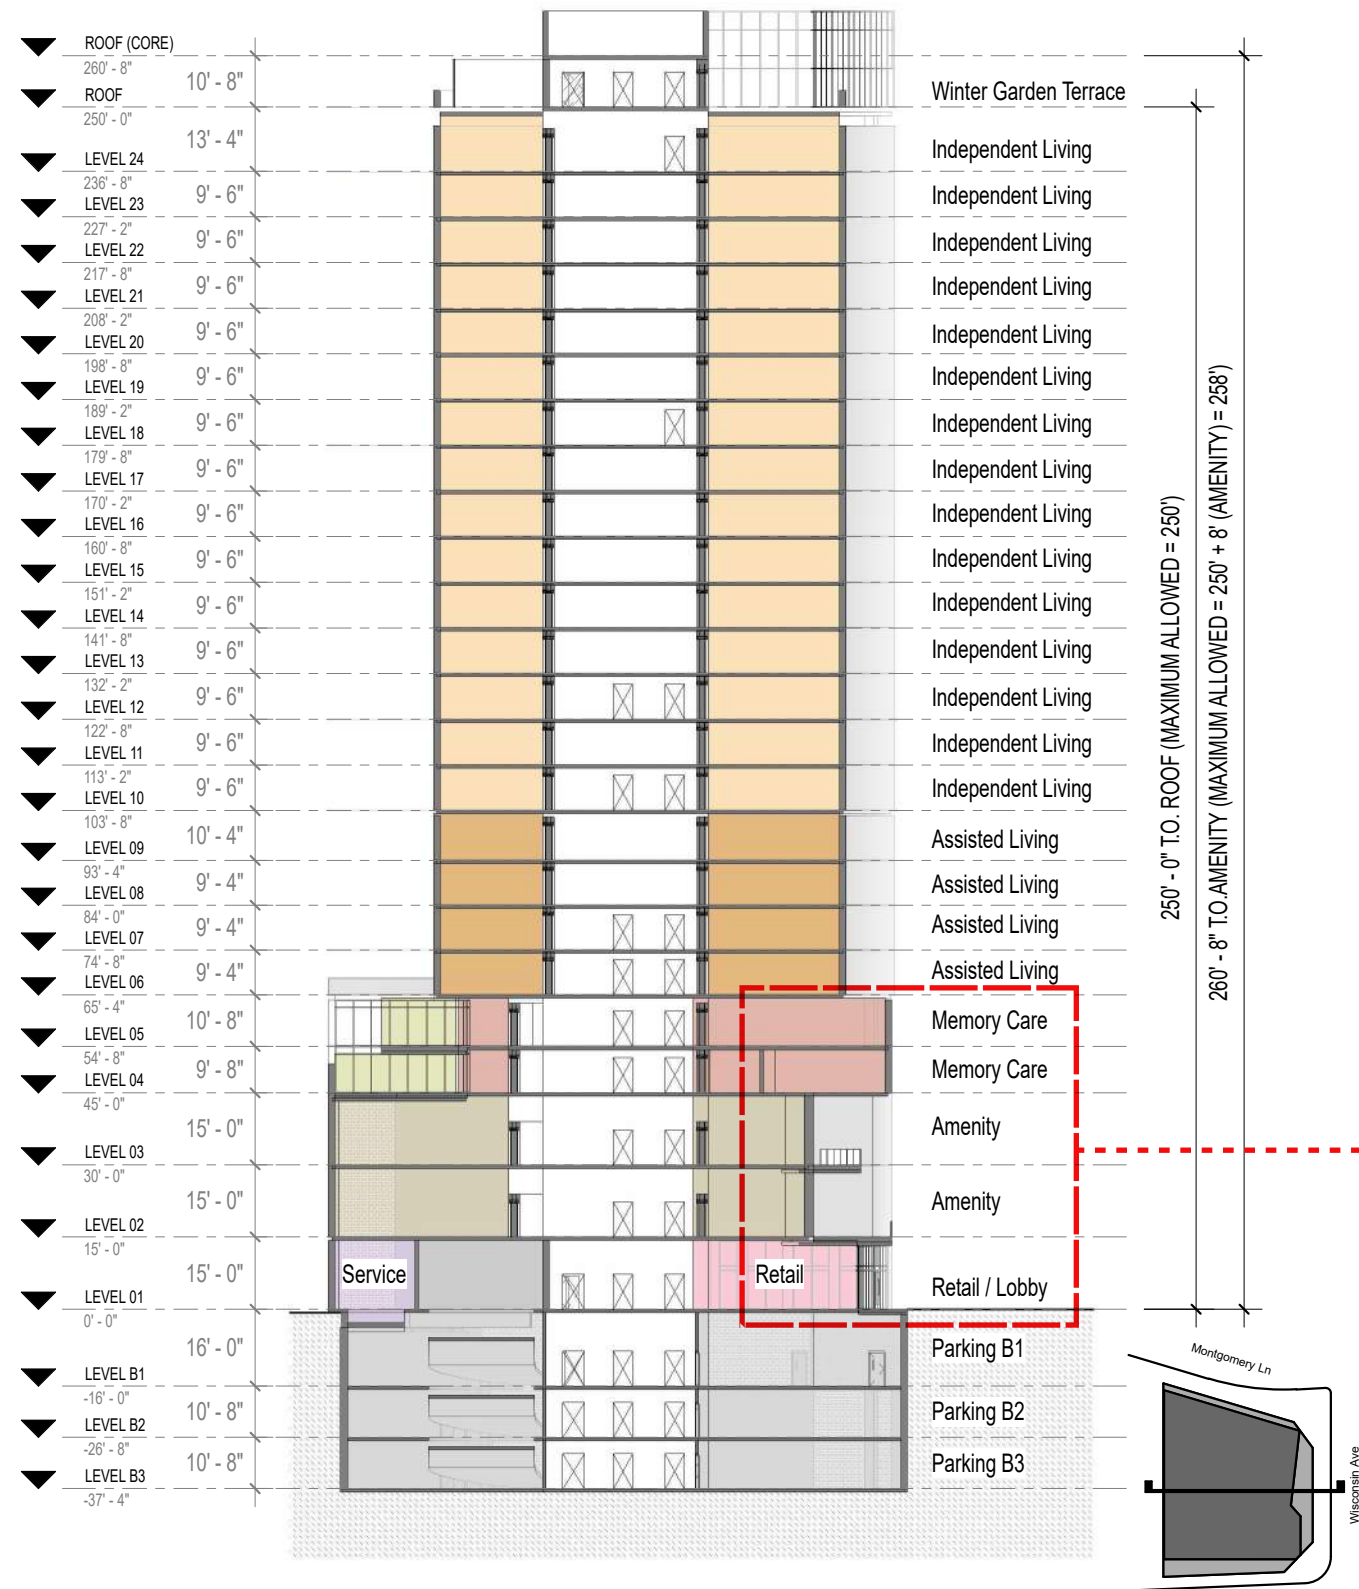 ROOF (CORE)
260' - 8"
10' - 8"
ROOF
Winter Garden Terrace
250' - 0"
13' - 4"
LEVEL 24
Independent Living
236' - 8"
9' - 6"
LEVEL 23
Independent Living
227' - 2"
9' - 6"
LEVEL 22
Independent Living
217' - 8"
9' - 6"
LEVEL 21
Independent Living
208' - 2"
9' - 6"
LEVEL 20
Independent Living
198' - 8"
9' - 6"
LEVEL 19
Independent Living
189' - 2"
9' - 6"
LEVEL 18
Independent Living
179' - 8"
9' - 6"
LEVEL 17
Independent Living
170' - 2"
9' - 6"
LEVEL 16
Independent Living
160' - 8"
9' - 6"
LEVEL 15
Independent Living
151' - 2"
9' - 6"
LEVEL 14
Independent Living
141' - 8"
9' - 6"
LEVEL 13
Independent Living
132' - 2"
9' - 6"
LEVEL 12
Independent Living
122' - 8"
9' - 6"
LEVEL 11
Independent Living
113' - 2"
9' - 6"
LEVEL 10
Independent Living
103' - 8"
10' - 4"
LEVEL 09
Assisted Living
93' - 4"
9' - 4"
LEVEL 08
Assisted Living
84' - 0"
9' - 4"
LEVEL 07
Assisted Living
74' - 8"
9' - 4"
LEVEL 06
Assisted Living
65' - 4"
10' - 8"
LEVEL 05
Memory Care
54' - 8"
9' - 8"
LEVEL 04
Memory Care
45' - 0"
15' - 0"
LEVEL 03
Amenity
30' - 0"
15' - 0"
LEVEL 02
Amenity
15' - 0"
15' - 0"
LEVEL 01
Service
Retail
Retail / Lobby
0' - 0"
16' - 0"
LEVEL B1
Parking B1
-16' - 0"
10' - 8"
LEVEL B2
Parking B2
-26' - 8"
10' - 8"
LEVEL B3
Parking B3
-37' - 4"
250' - 0" T.O. ROOF (MAXIMUM ALLOWED = 250')
260' - 8" T.O.AMENITY (MAXIMUM ALLOWED = 250' + 8' (AMENITY) = 258')
Montgomery Ln
Wisconsin Ave